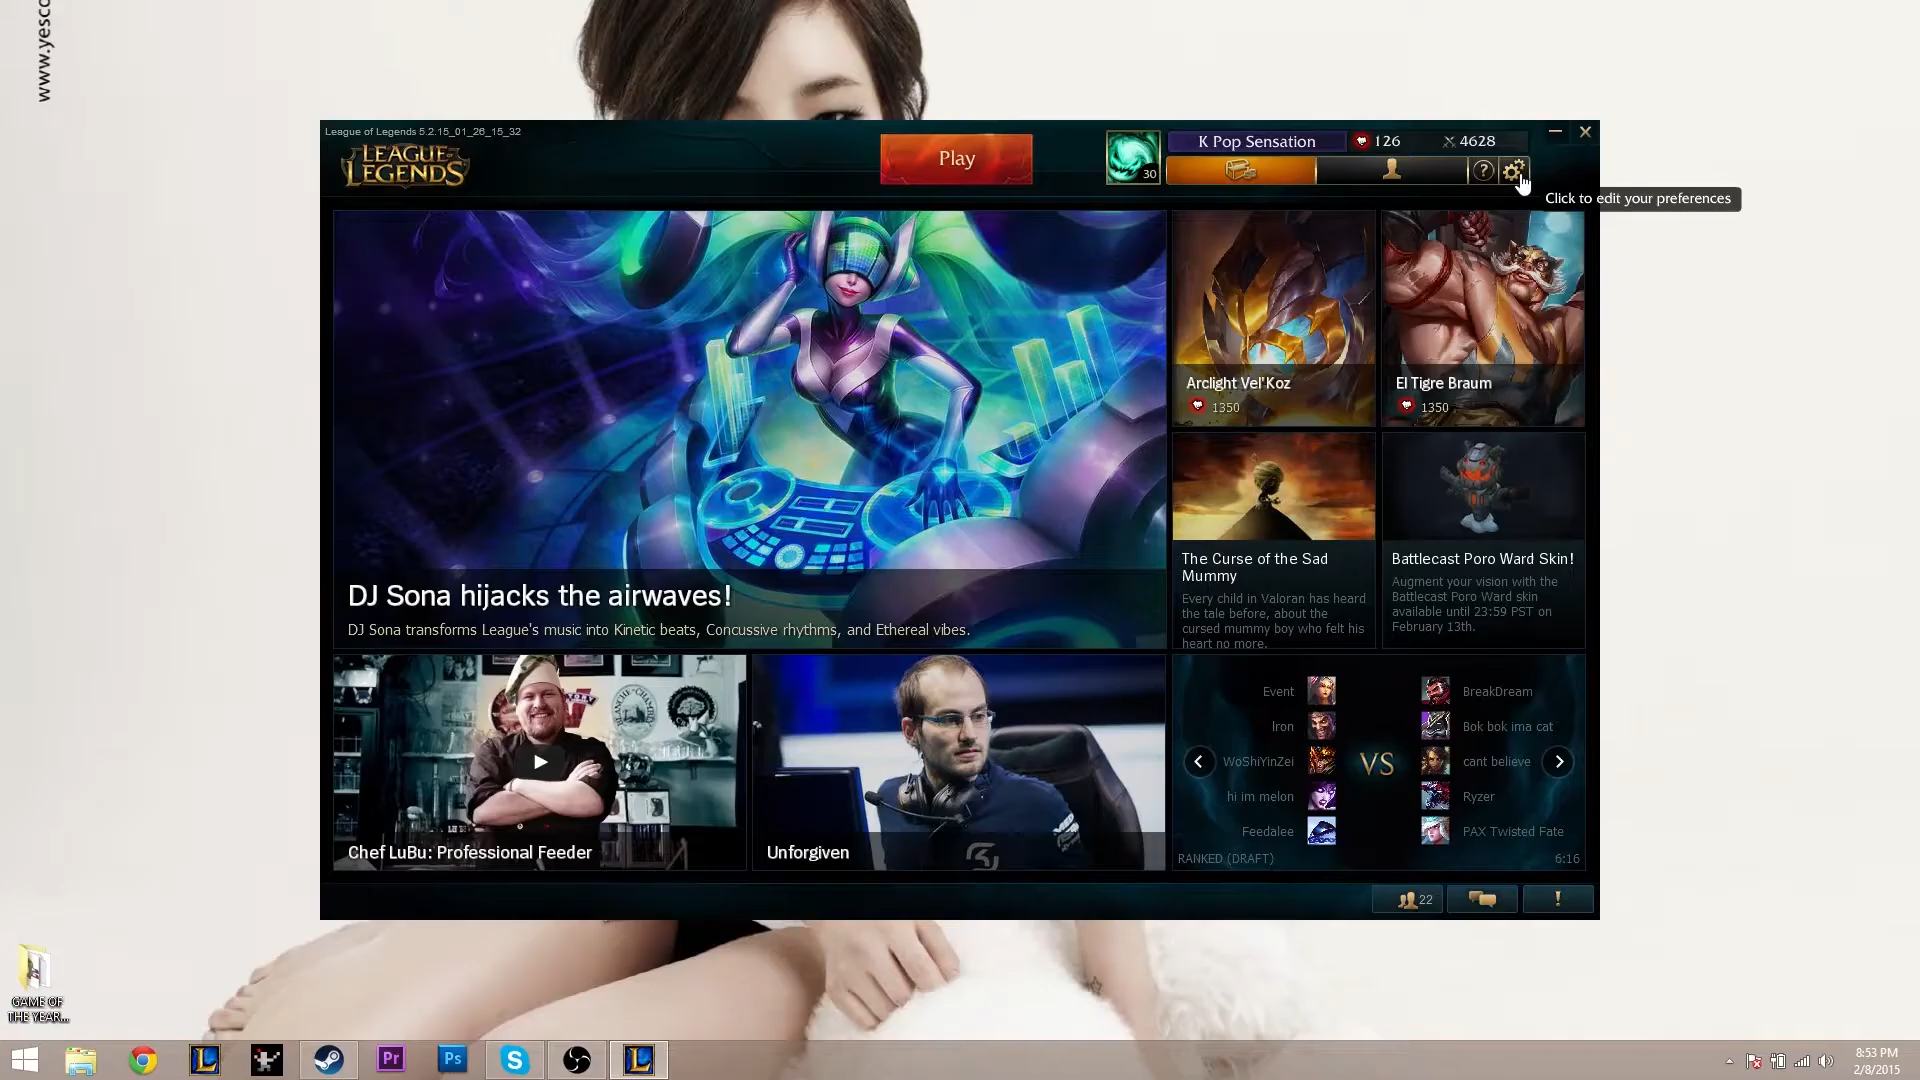 www.yesco
League of Legends 5.2.15_01_26_15_32
LEAGUE OF LEGENDS
Play
30
K Pop Sensation
126
4628
?
Click to edit your preferences
DJ Sona hijacks the airwaves!
DJ Sona transforms League's music into Kinetic beats, Concussive rhythms, and Ethereal vibes.
Arclight Vel'Koz
1350
El Tigre Braum
1350
The Curse of the Sad
Mummy
Every child in Valoran has heard
the tale before, about the
cursed mummy boy who felt his
heart no more.
Battlecast Poro Ward Skin!
Augment your vision with the
Battlecast Poro Ward skin
available until 23:59 PST on
February 13th.
Chef LuBu: Professional Feeder
Unforgiven
Event
BreakDream
Iron
Bok bok ima cat
WoShiYinZei
VS
cant believe
hi im melon
Ryzer
Feedalee
PAX Twisted Fate
RANKED (DRAFT)
6:16
22
!
GAME OF
THE YEAR...
Pr
Ps
8:53 PM
2/8/2015